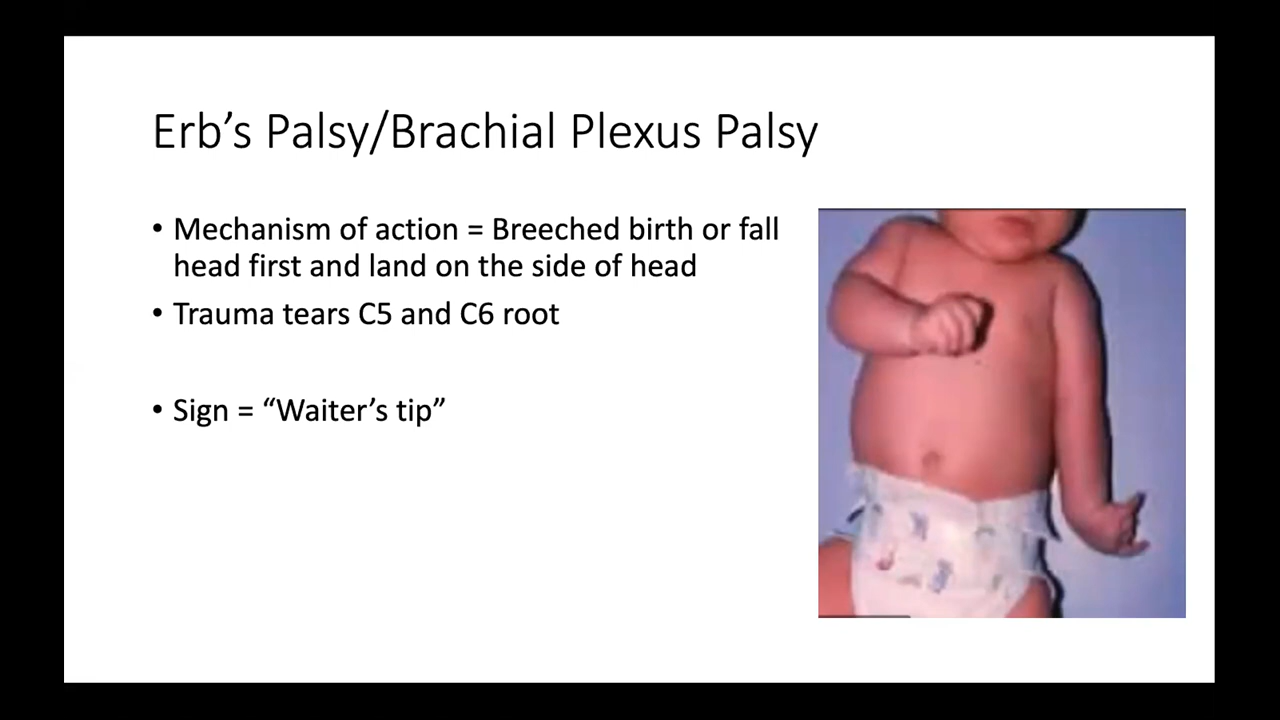 Erb’s Palsy/Brachial Plexus Palsy
• Mechanism of action = Breeched birth or fall
head first and land on the side of head
• Trauma tears C5 and C6 root
• Sign = “Waiter’s tip”